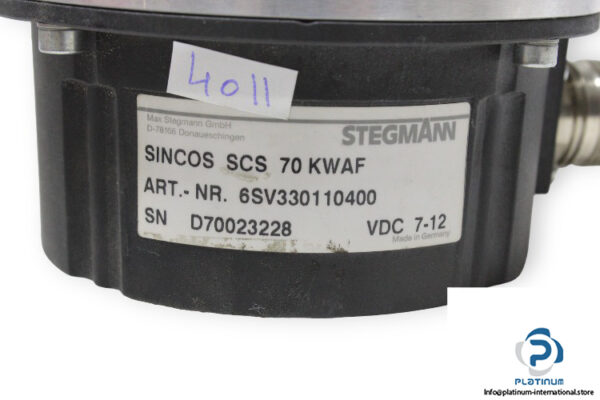 4011
Max Stegmann GmbH
D-78166 Donaueschingen
STEGMANN
SINCOS SCS 70 KWAF
ART.- NR. 6SV330110400
SN D70023228
VDC 7-12
Made in Germany
PLATINUM
info@platinum-international.store